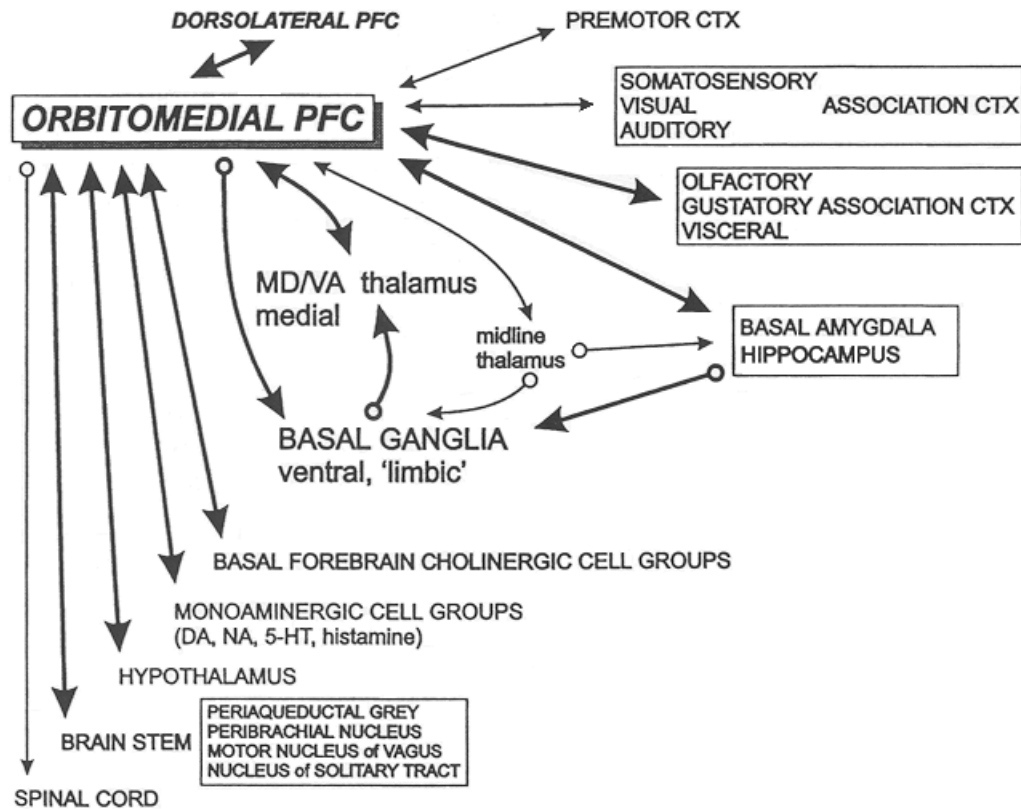 DORSOLATERAL PFC
PREMOTOR CTX
ORBITOMEDIAL PFC
SOMATOSENSORY
VISUAL ASSOCIATION CTX
AUDITORY
OLFACTORY
GUSTATORY ASSOCIATION CTX
VISCERAL
MD/VA thalamus
medial
midline
thalamus
BASAL AMYGDALA
HIPPOCAMPUS
BASAL GANGLIA
ventral, ‘limbic’
BASAL FOREBRAIN CHOLINERGIC CELL GROUPS
MONOAMINERGIC CELL GROUPS
(DA, NA, 5-HT, histamine)
HYPOTHALAMUS
BRAIN STEM
PERIAQUEDUCTAL GREY
PERIBRACHIAL NUCLEUS
MOTOR NUCLEUS of VAGUS
NUCLEUS of SOLITARY TRACT
SPINAL CORD